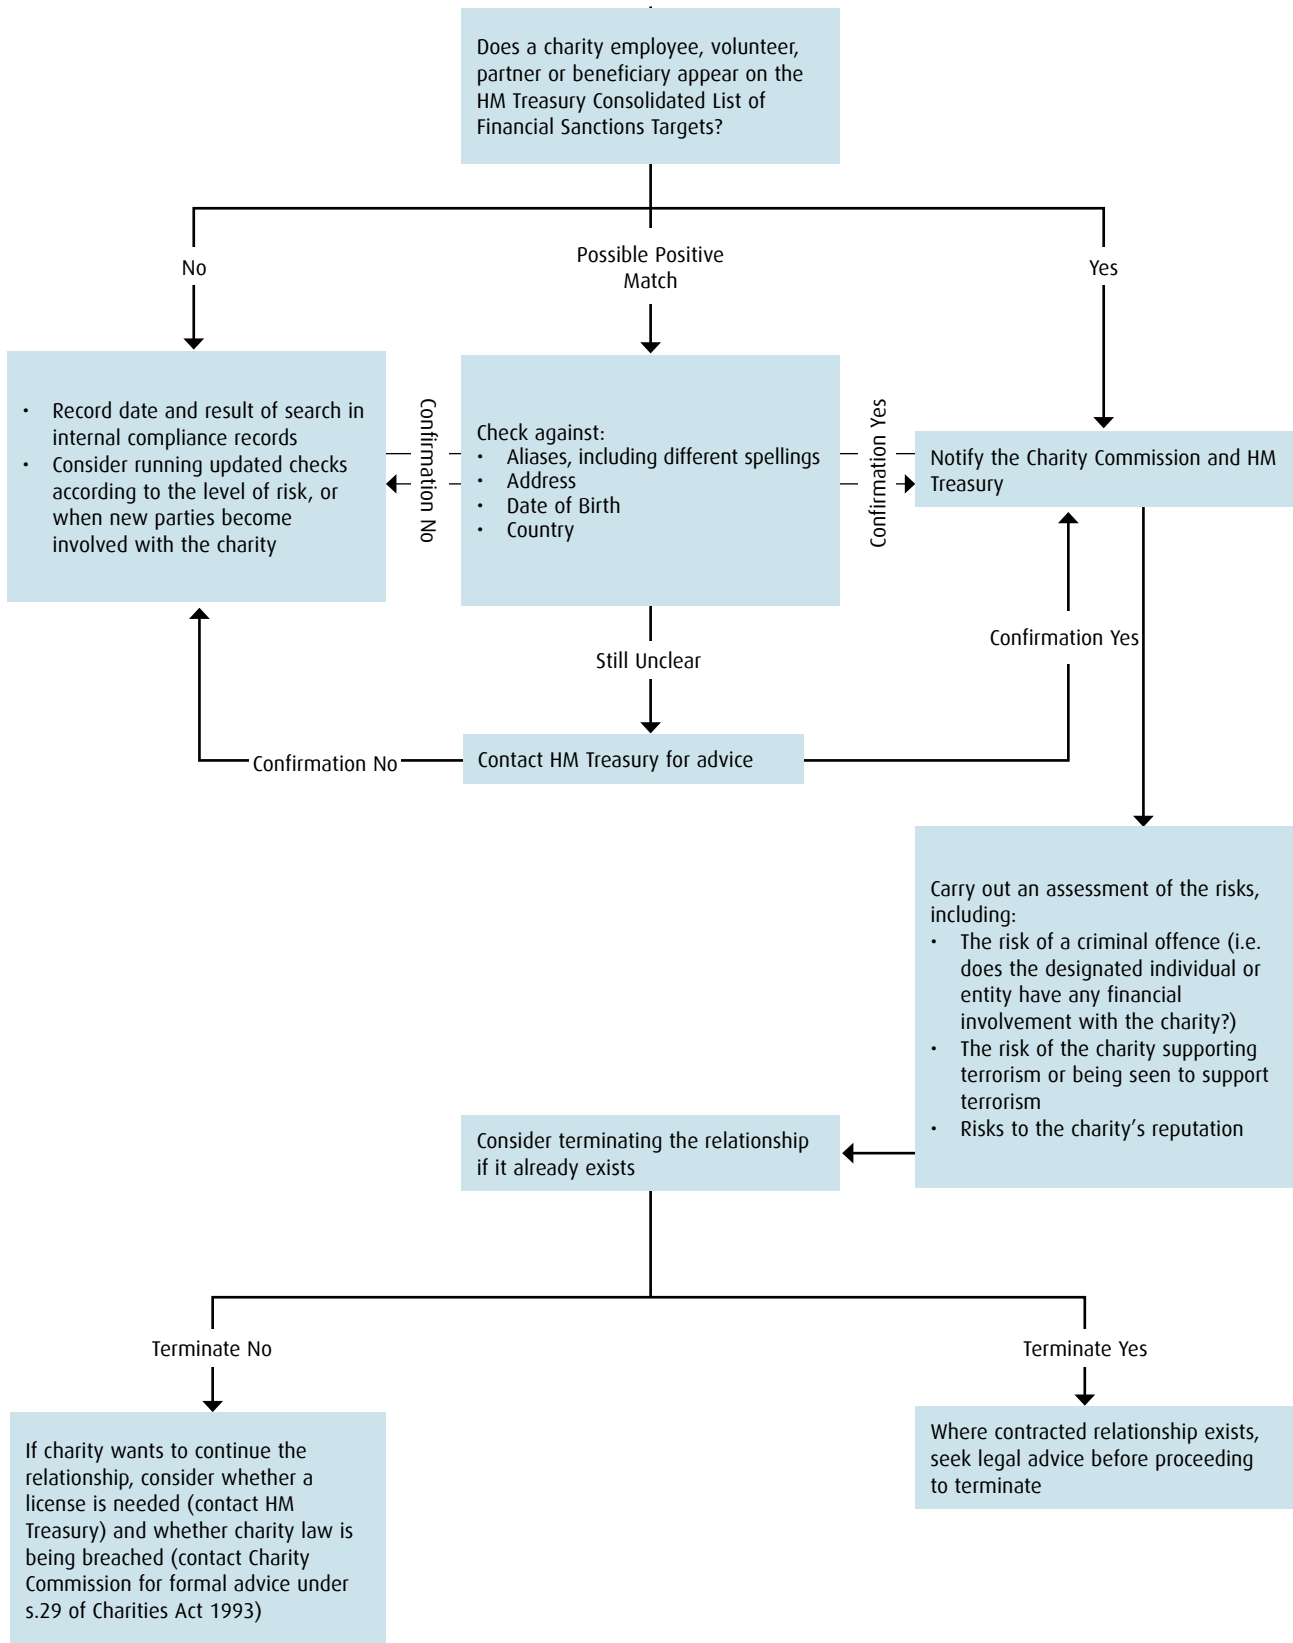 Does a charity employee, volunteer,
partner or beneficiary appear on the
HM Treasury Consolidated List of
Financial Sanctions Targets?
No
Possible Positive
Match
Yes
• Record date and result of search in
internal compliance records
• Consider running updated checks
according to the level of risk, or
when new parties become
involved with the charity
Confirmation No
Check against:
• Aliases, including different spellings
• Address
• Date of Birth
• Country
Confirmation Yes
Notify the Charity Commission and HM
Treasury
Still Unclear
Confirmation Yes
Confirmation No
Contact HM Treasury for advice
Carry out an assessment of the risks,
including:
• The risk of a criminal offence (i.e.
does the designated individual or
entity have any financial
involvement with the charity?)
• The risk of the charity supporting
terrorism or being seen to support
terrorism
• Risks to the charity’s reputation
Consider terminating the relationship
if it already exists
Terminate No
Terminate Yes
If charity wants to continue the
relationship, consider whether a
license is needed (contact HM
Treasury) and whether charity law is
being breached (contact Charity
Commission for formal advice under
s.29 of Charities Act 1993)
Where contracted relationship exists,
seek legal advice before proceeding
to terminate